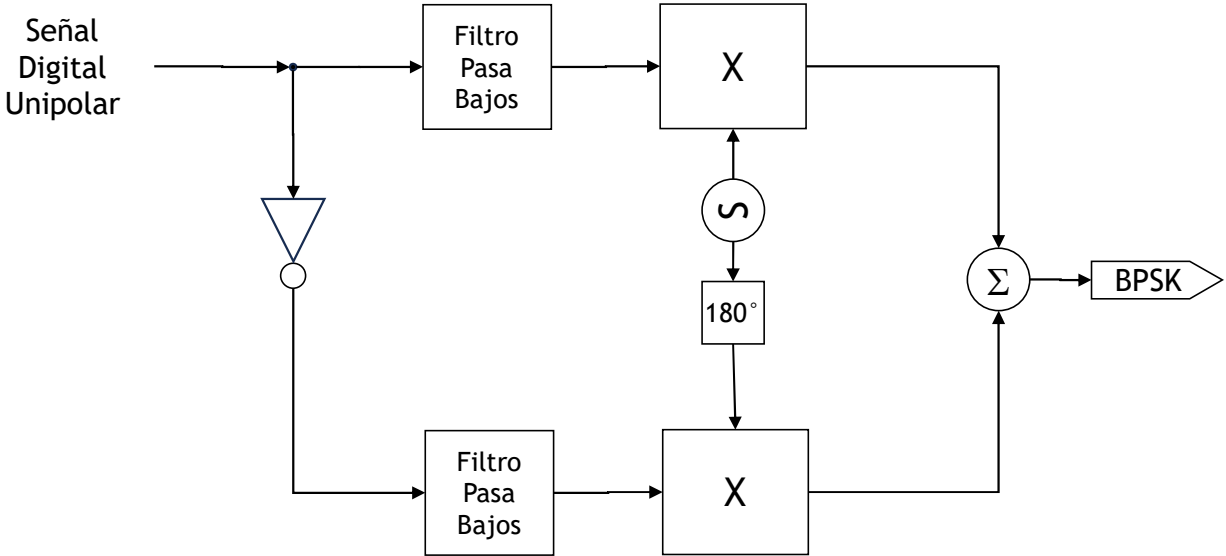 Señal
Digital
Unipolar
Filtro
Pasa
Bajos
X
180°
Σ
BPSK
Filtro
Pasa
Bajos
X